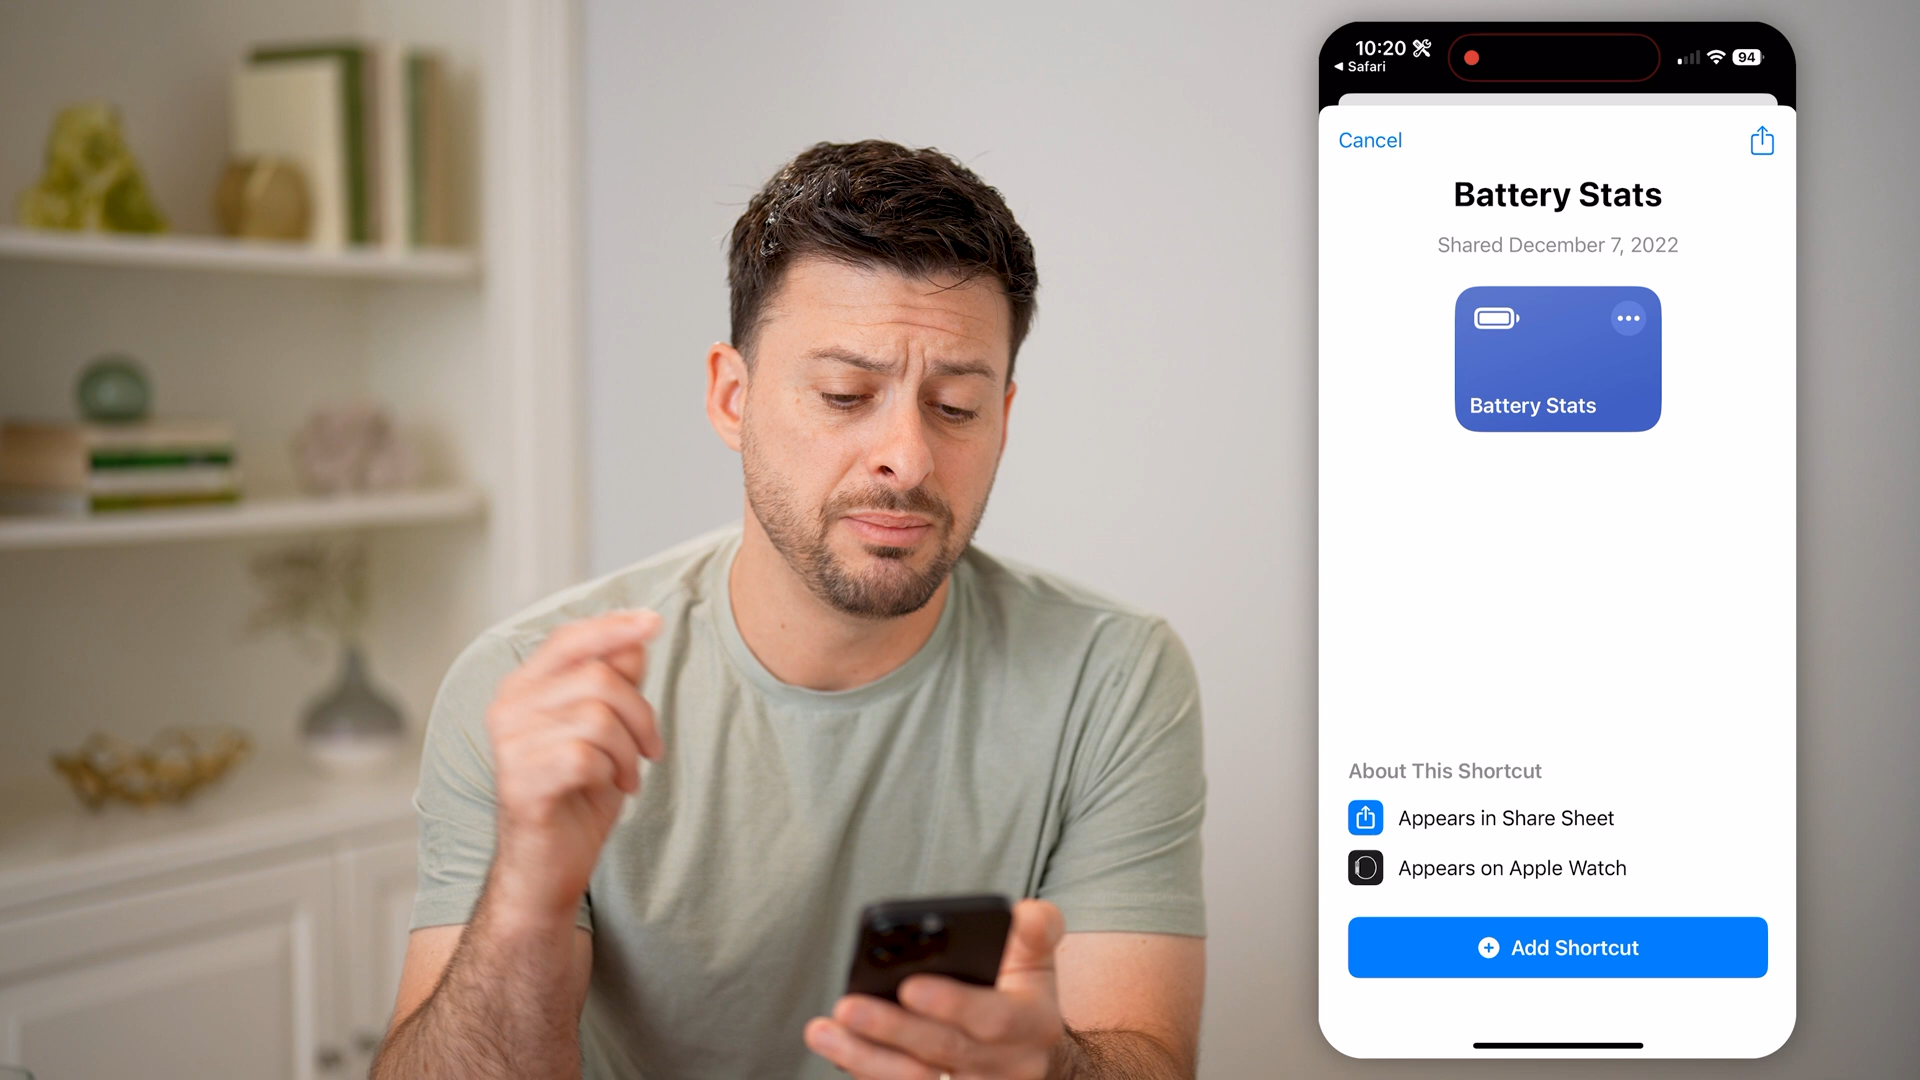 10:20
94
◀ Safari
Cancel
Battery Stats
Shared December 7, 2022
Battery Stats
About This Shortcut
Appears in Share Sheet
Appears on Apple Watch
Add Shortcut